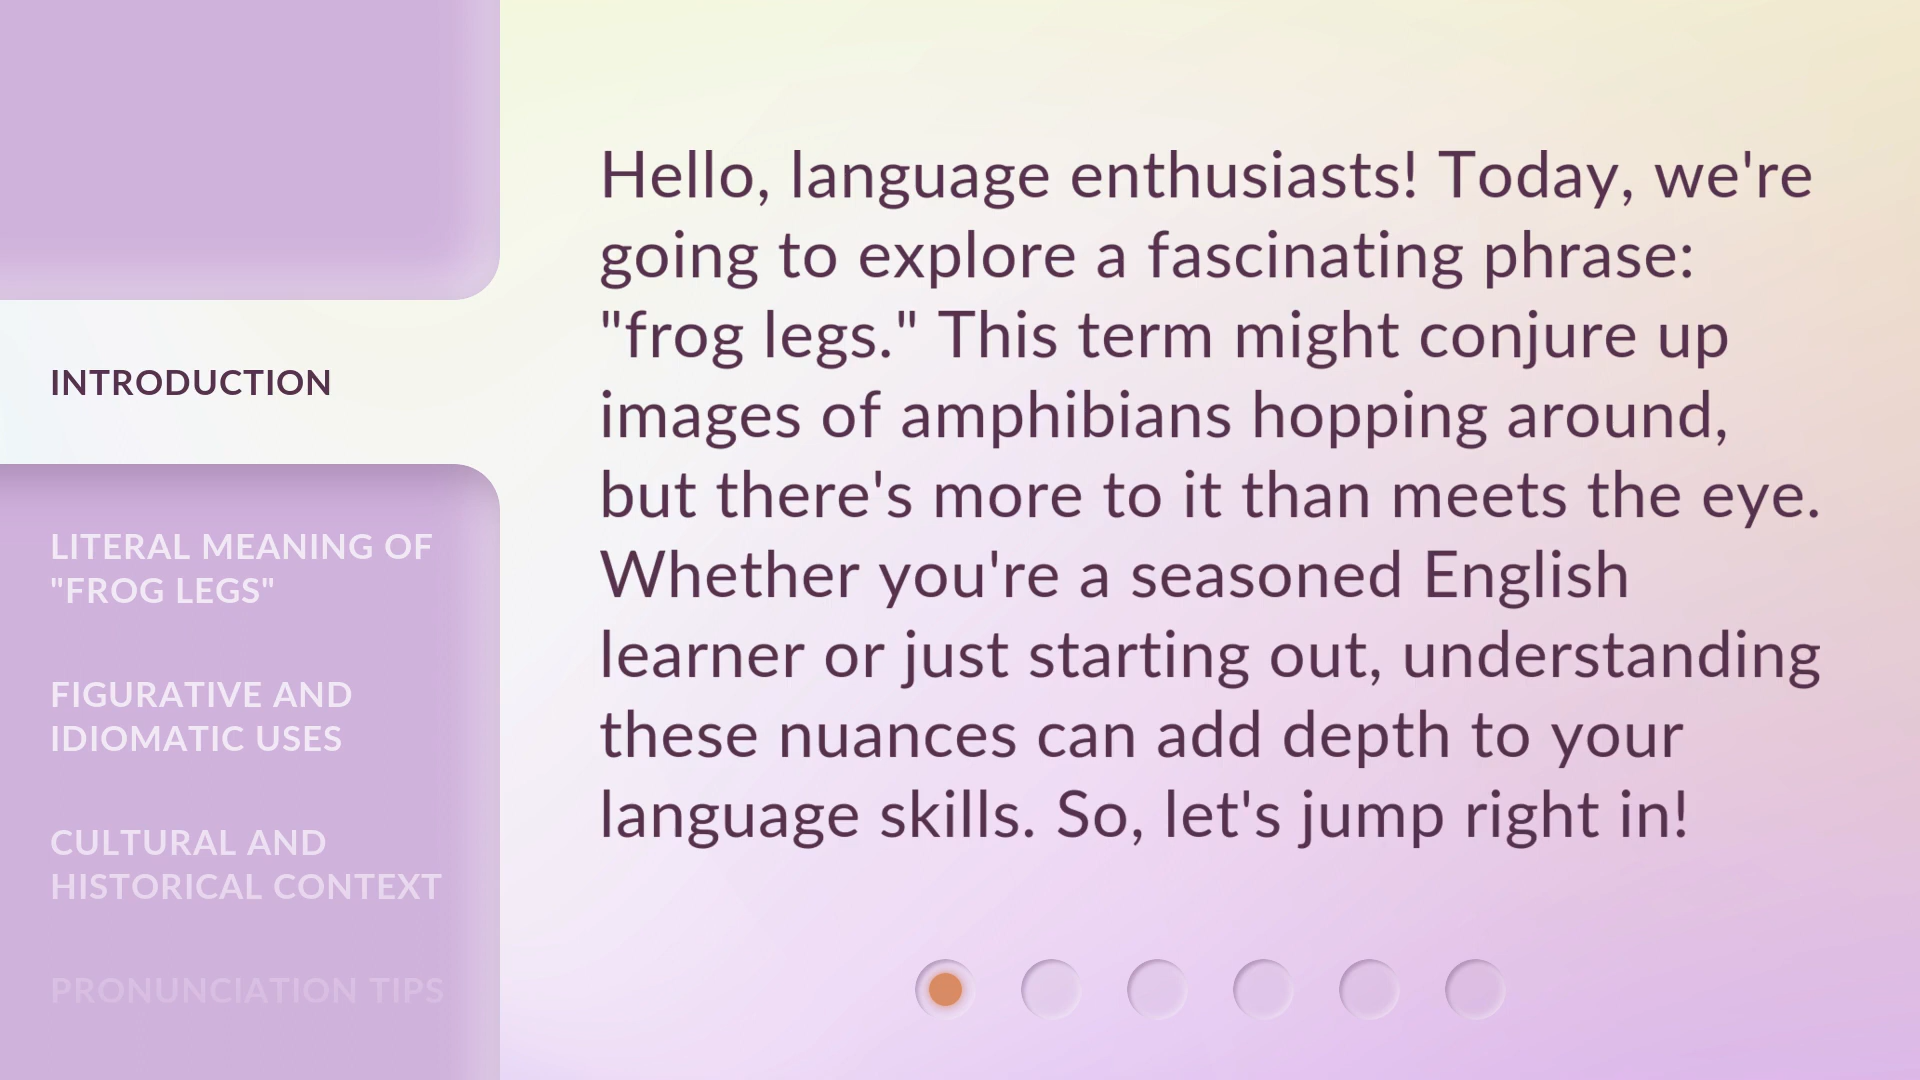 INTRODUCTION
LITERAL MEANING OF
"FROG LEGS"
FIGURATIVE AND
IDIOMATIC USES
CULTURAL AND
HISTORICAL CONTEXT
PRONUNCIATION TIPS
Hello, language enthusiasts! Today, we're
going to explore a fascinating phrase:
"frog legs." This term might conjure up
images of amphibians hopping around,
but there's more to it than meets the eye.
Whether you're a seasoned English
learner or just starting out, understanding
these nuances can add depth to your
language skills. So, let's jump right in!